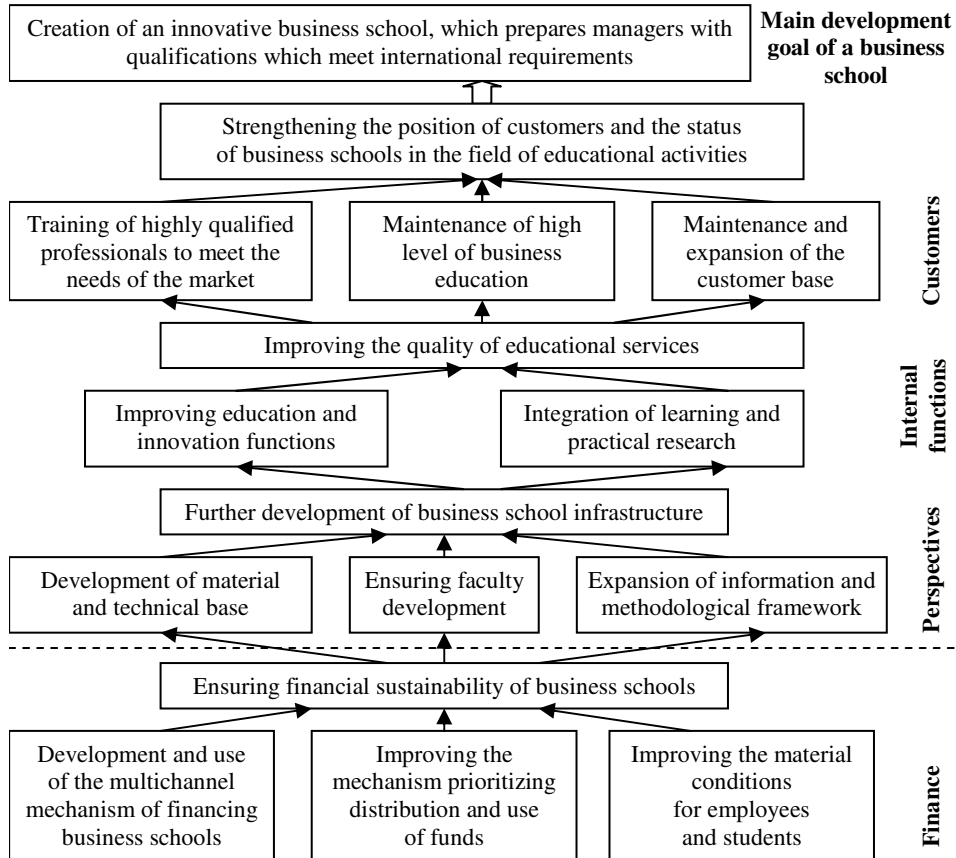 Creation of an innovative business school, which prepares managers with
qualifications which meet international requirements
Main development
goal of a business
school
Strengthening the position of customers and the status
of business schools in the field of educational activities
Training of highly qualified
professionals to meet the
needs of the market
Maintenance of high
level of business
education
Maintenance and
expansion of the
customer base
Customers
Improving the quality of educational services
Improving education and
innovation functions
Integration of learning and
practical research
Internal
functions
Further development of business school infrastructure
Development of material
and technical base
Ensuring faculty
development
Expansion of information and
methodological framework
Perspectives
Ensuring financial sustainability of business schools
Development and use
of the multichannel
mechanism of financing
business schools
Improving the
mechanism prioritizing
distribution and use
of funds
Improving the material
conditions
for employees
and students
Finance